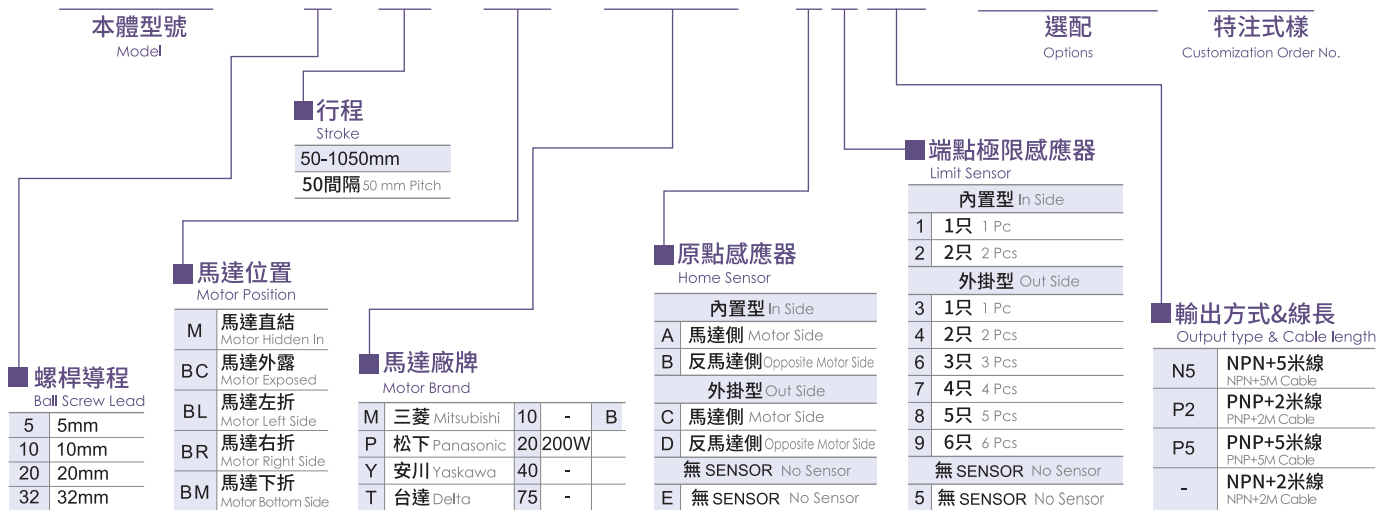 本體型號
Model
選配
Options
特注式樣
Customization Order No.
行程
Stroke
50-1050mm
50間隔 50 mm Pitch
端點極限感應器
Limit Sensor
內置型 In Side
1 1只 1 Pc
2 2只 2 Pcs
外掛型 Out Side
3 1只 1 Pc
4 2只 2 Pcs
6 3只 3 Pcs
7 4只 4 Pcs
8 5只 5 Pcs
9 6只 6 Pcs
無 SENSOR No Sensor
5 無 SENSOR No Sensor
原點感應器
Home Sensor
內置型 In Side
A 馬達側 Motor Side
B 反馬達側 Opposite Motor Side
外掛型 Out Side
C 馬達側 Motor Side
D 反馬達側 Opposite Motor Side
無 SENSOR No Sensor
E 無 SENSOR No Sensor
馬達位置
Motor Position
M 馬達直結
Motor Hidden In
BC 馬達外露
Motor Exposed
BL 馬達左折
Motor Left Side
BR 馬達右折
Motor Right Side
BM 馬達下折
Motor Bottom Side
輸出方式&線長
Output type & Cable length
N5 NPN+5米線
NPN+5M Cable
P2 PNP+2米線
PNP+2M Cable
P5 PNP+5米線
PNP+5M Cable
- NPN+2米線
NPN+2M Cable
馬達廠牌
Motor Brand
M 三菱 Mitsubishi 10 - B
P 松下 Panasonic 20 200W
Y 安川 Yaskawa 40 -
T 台達 Delta 75 -
螺桿導程
Ball Screw Lead
5 5mm
10 10mm
20 20mm
32 32mm